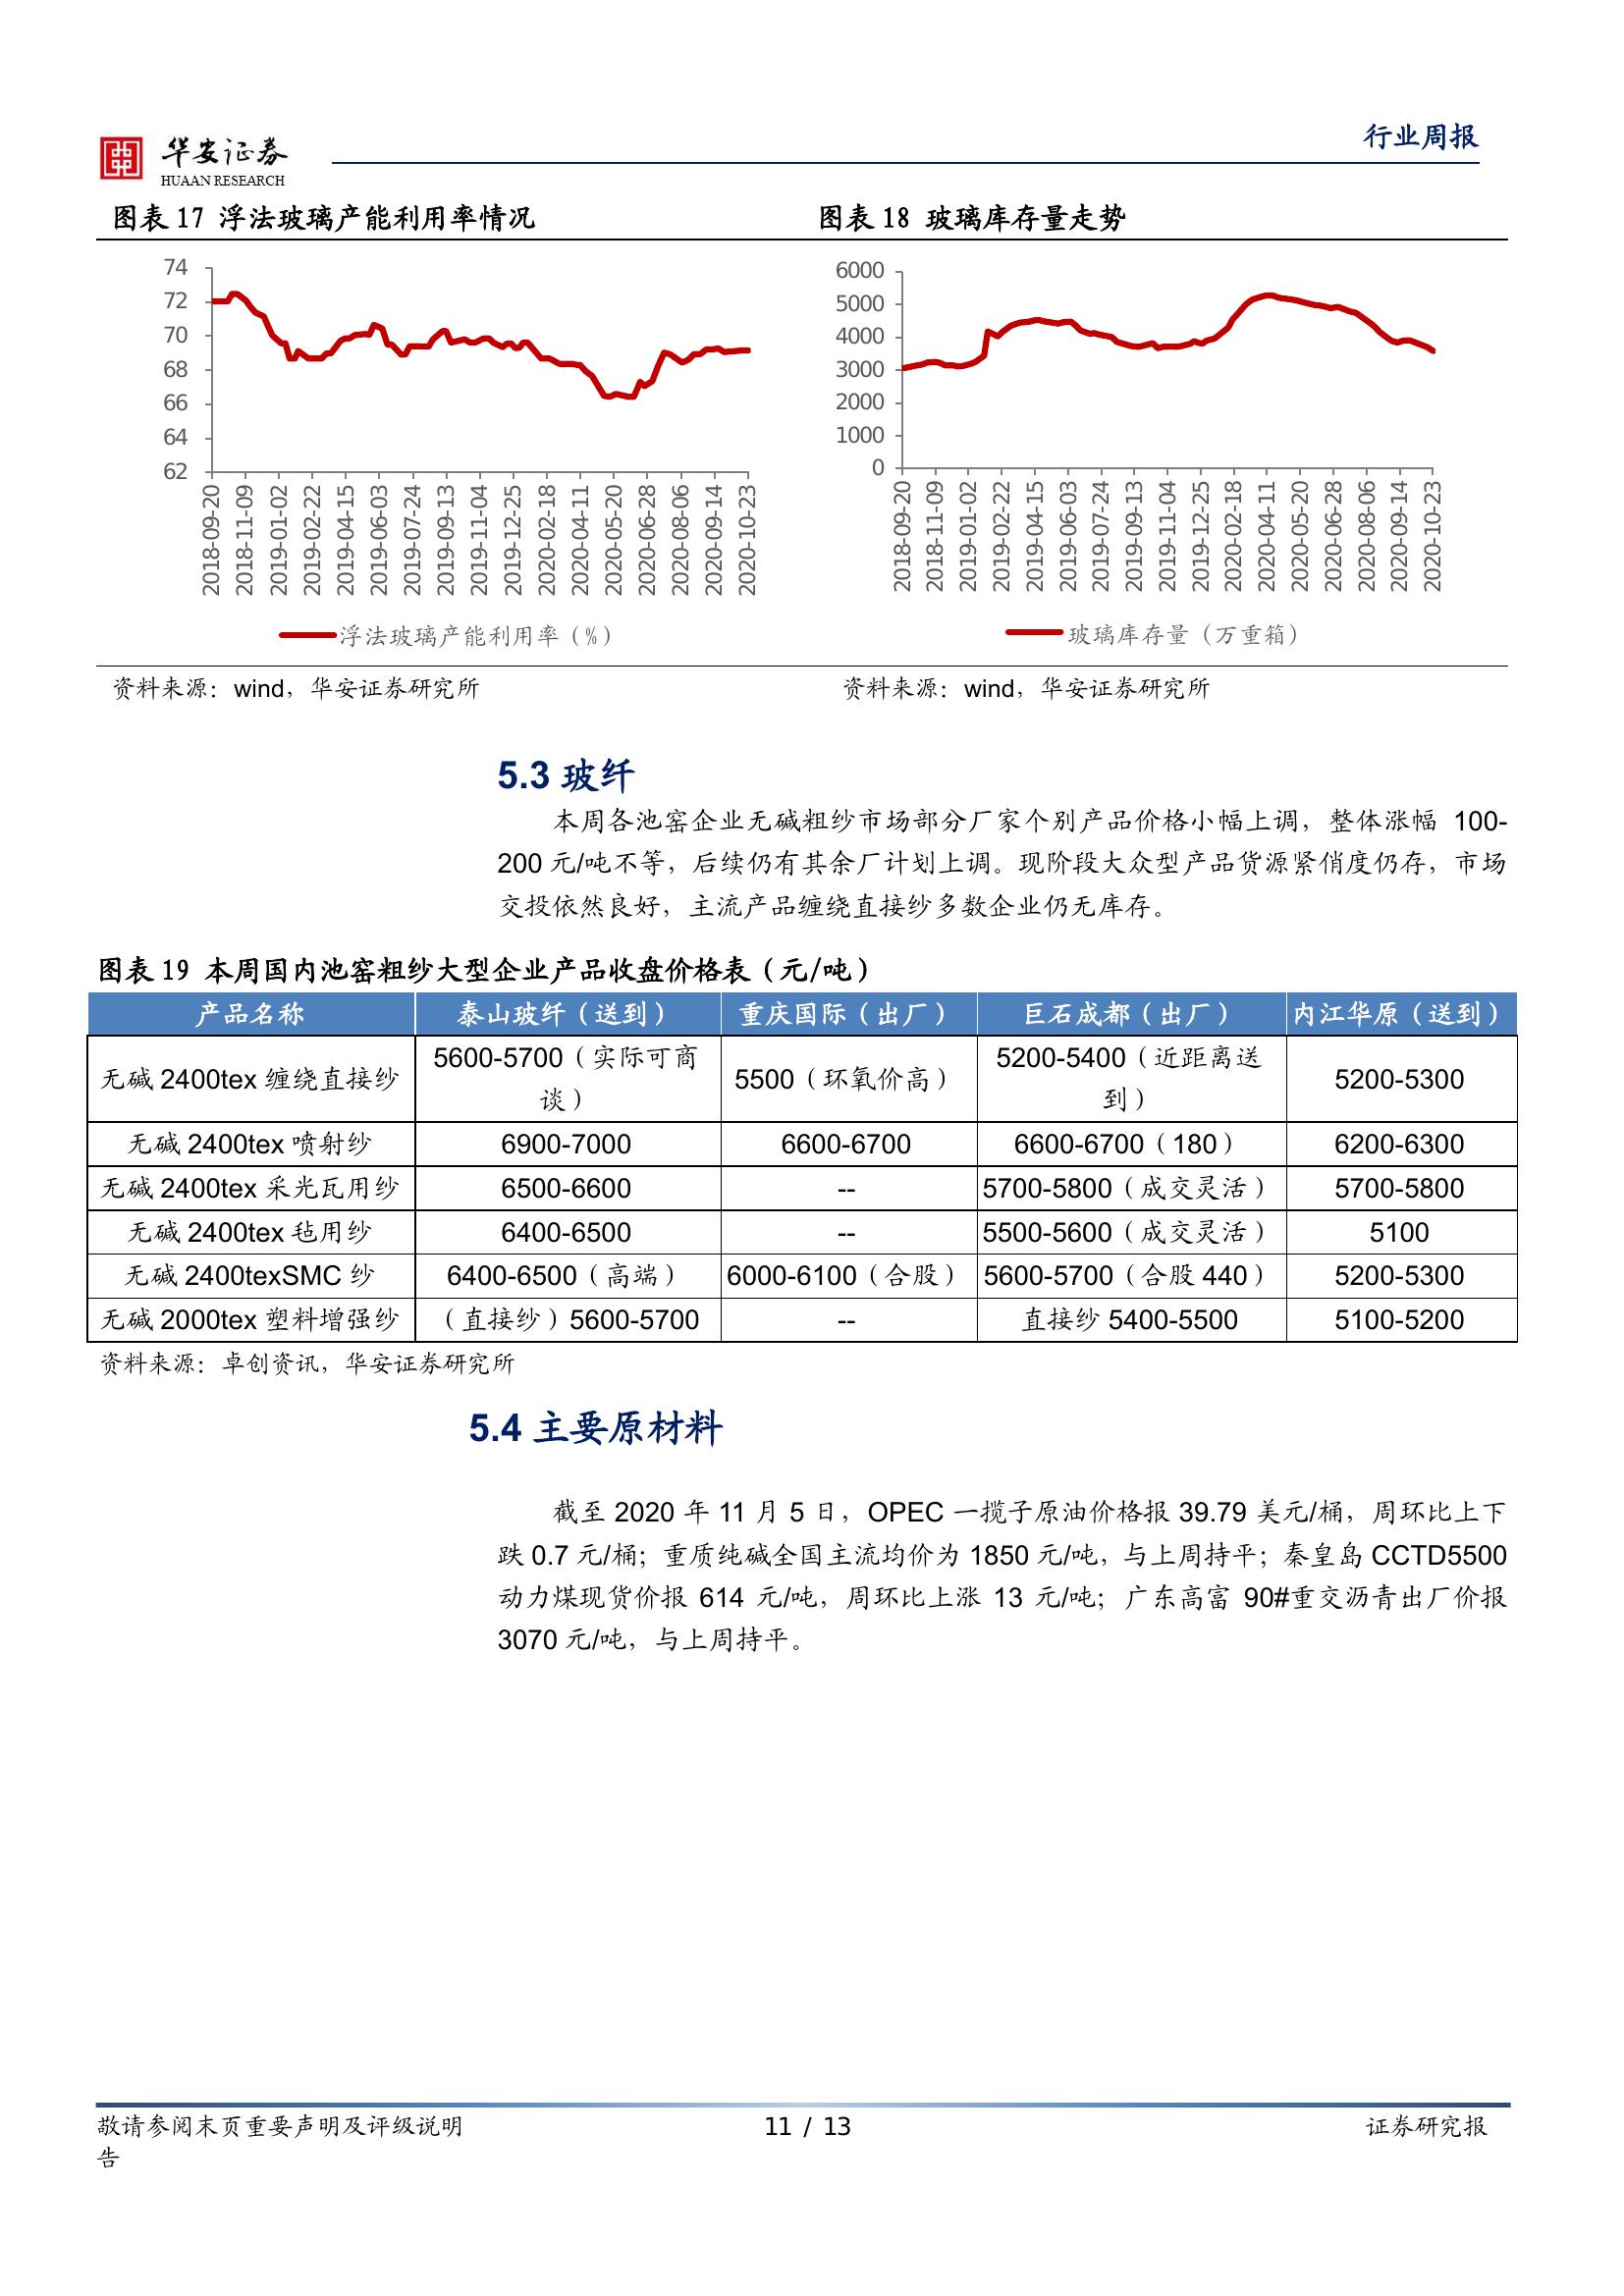 华安证券
HUAAN RESEARCH
行业周报
图表 17 浮法玻璃产能利用率情况
74
72
70
68
66
64
62
2018-09-20
2018-11-09
2019-01-02
2019-02-22
2019-04-15
2019-06-03
2019-07-24
2019-09-13
2019-11-04
2019-12-25
2020-02-18
2020-04-11
2020-05-20
2020-06-28
2020-08-06
2020-09-14
2020-10-23
浮法玻璃产能利用率（%）
资料来源：wind，华安证券研究所
图表 18 玻璃库存量走势
6000
5000
4000
3000
2000
1000
0
2018-09-20
2018-11-09
2019-01-02
2019-02-22
2019-04-15
2019-06-03
2019-07-24
2019-09-13
2019-11-04
2019-12-25
2020-02-18
2020-04-11
2020-05-20
2020-06-28
2020-08-06
2020-09-14
2020-10-23
玻璃库存量（万重箱）
资料来源：wind，华安证券研究所
5.3 玻纤
本周各池窑企业无碱粗纱市场部分厂家个别产品价格小幅上调，整体涨幅 100-
200 元/吨不等，后续仍有其余厂计划上调。现阶段大众型产品货源紧俏度仍存，市场
交投依然良好，主流产品缠绕直接纱多数企业仍无库存。
图表 19 本周国内池窑粗纱大型企业产品收盘价格表（元/吨）
产品名称 泰山玻纤（送到） 重庆国际（出厂） 巨石成都（出厂） 内江华原（送到）
无碱 2400tex 缠绕直接纱 5600-5700（实际可商谈） 5500（环氧价高） 5200-5400（近距离送到） 5200-5300
无碱 2400tex 喷射纱 6900-7000 6600-6700 6600-6700（180） 6200-6300
无碱 2400tex 采光瓦用纱 6500-6600 -- 5700-5800（成交灵活） 5700-5800
无碱 2400tex 毡用纱 6400-6500 -- 5500-5600（成交灵活） 5100
无碱 2400texSMC 纱 6400-6500（高端） 6000-6100（合股） 5600-5700（合股 440） 5200-5300
无碱 2000tex 塑料增强纱 （直接纱）5600-5700 -- 直接纱 5400-5500 5100-5200
资料来源：卓创资讯，华安证券研究所
5.4 主要原材料
截至 2020 年 11 月 5 日，OPEC 一揽子原油价格报 39.79 美元/桶，周环比上下
跌 0.7 元/桶；重质纯碱全国主流均价为 1850 元/吨，与上周持平；秦皇岛 CCTD5500
动力煤现货价报 614 元/吨，周环比上涨 13 元/吨；广东高富 90#重交沥青出厂价报
3070 元/吨，与上周持平。
敬请参阅末页重要声明及评级说明 11 / 13 证券研究报
告